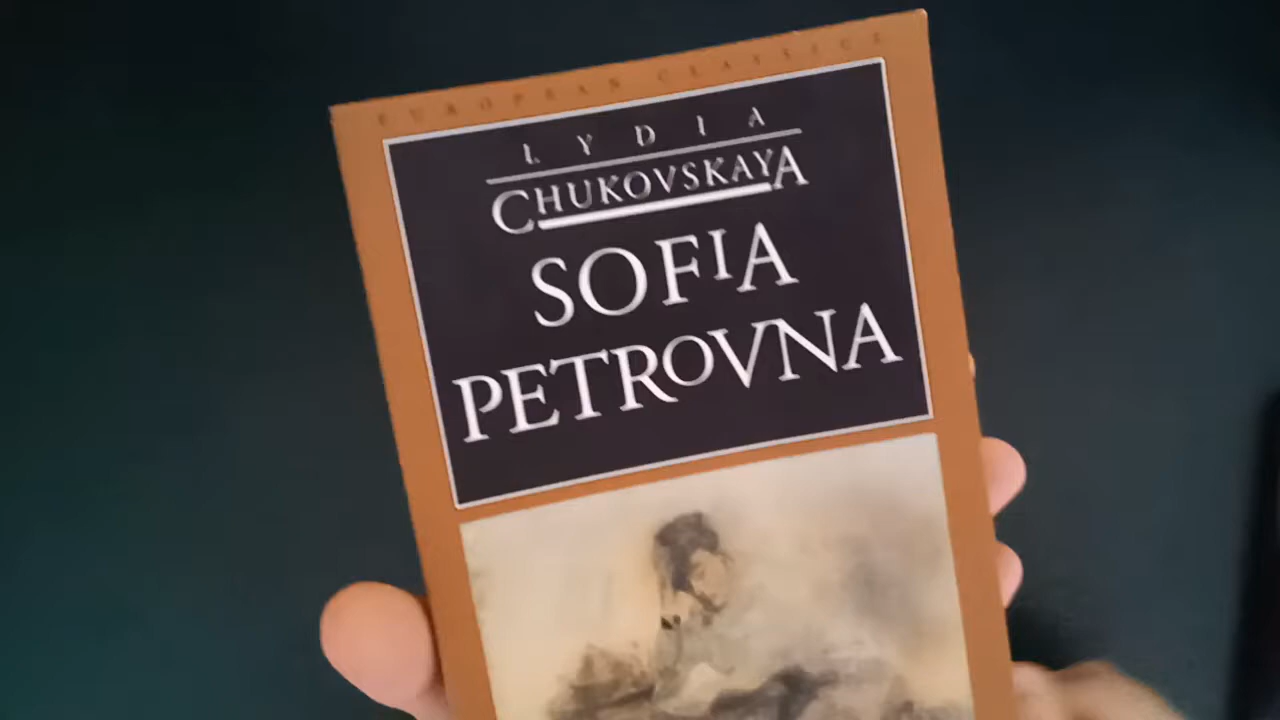 EUROPEAN CLASSICS
LYDIA
CHUKOVSKAYA
SOFIA
PETROVNA